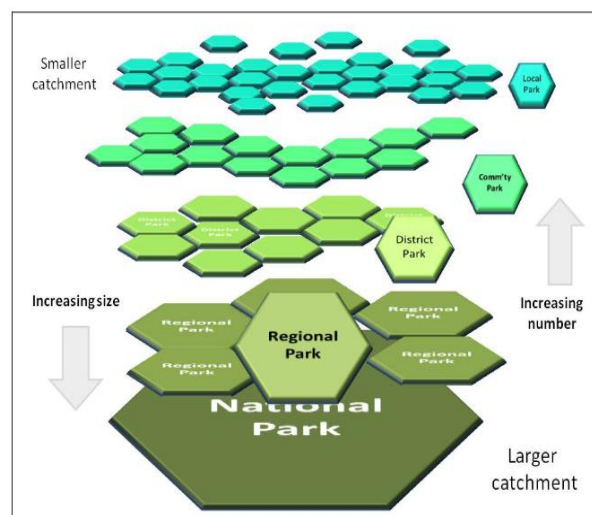 Smaller
catchment
Local
Park
Comm'ty
Park
District
Park
District
Park
District
Park
Increasing size
Increasing
number
Regional
Park
Regional
Park
Regional
Park
Regional
Park
Regional
Park
National
Park
Larger
catchment